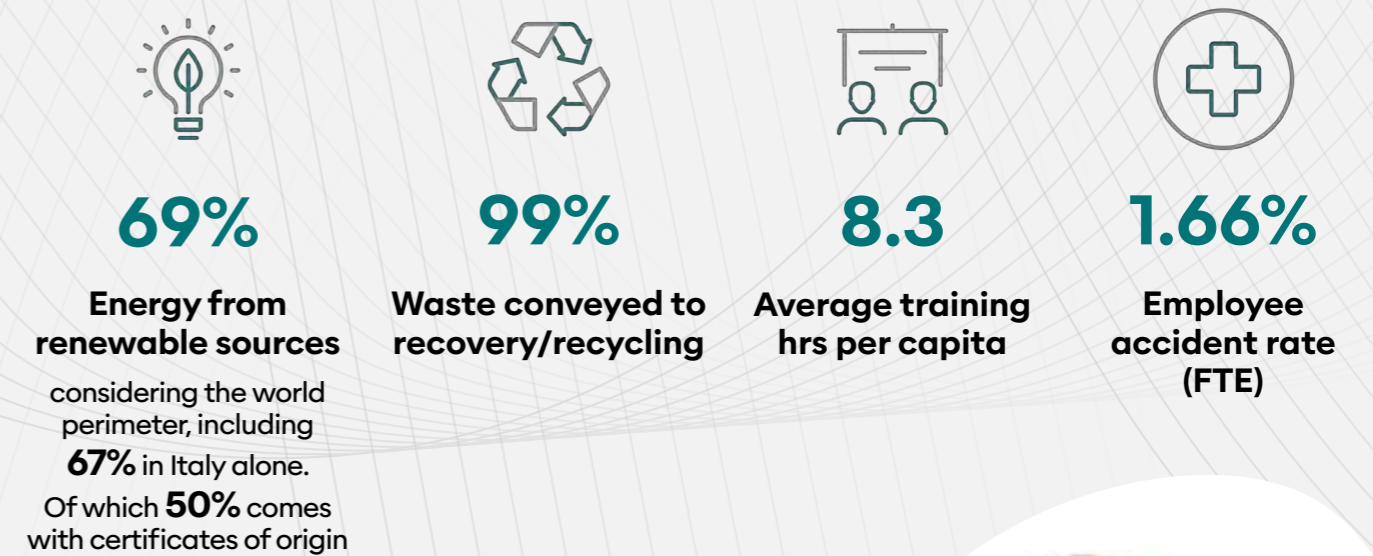 69%
Energy from
renewable sources
considering the world
perimeter, including
67% in Italy alone.
Of which 50% comes
with certificates of origin
99%
Waste conveyed to
recovery/recycling
8.3
Average training
hrs per capita
1.66%
Employee
accident rate
(FTE)